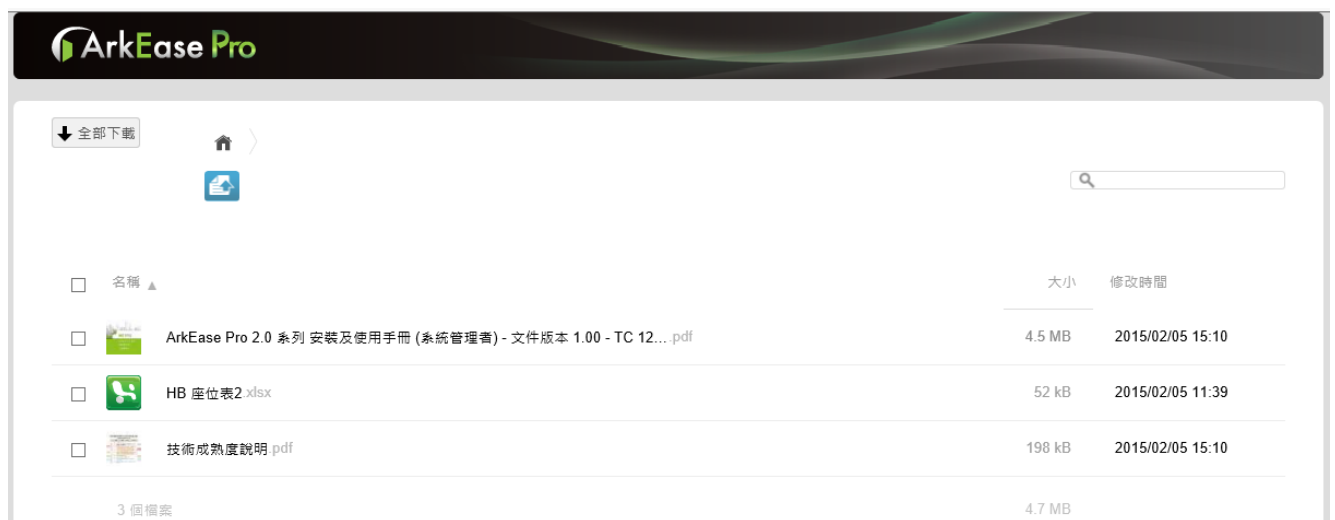 ArkEase Pro
全部下載
名稱 ▲ 大小 修改時間
ArkEase Pro 2.0 系列 安裝及使用手冊 (系統管理者) - 文件版本 1.00 - TC 12... .pdf 4.5 MB 2015/02/05 15:10
HB 座位表2.xlsx 52 kB 2015/02/05 11:39
技術成熟度說明.pdf 198 kB 2015/02/05 15:10
3 個檔案 4.7 MB